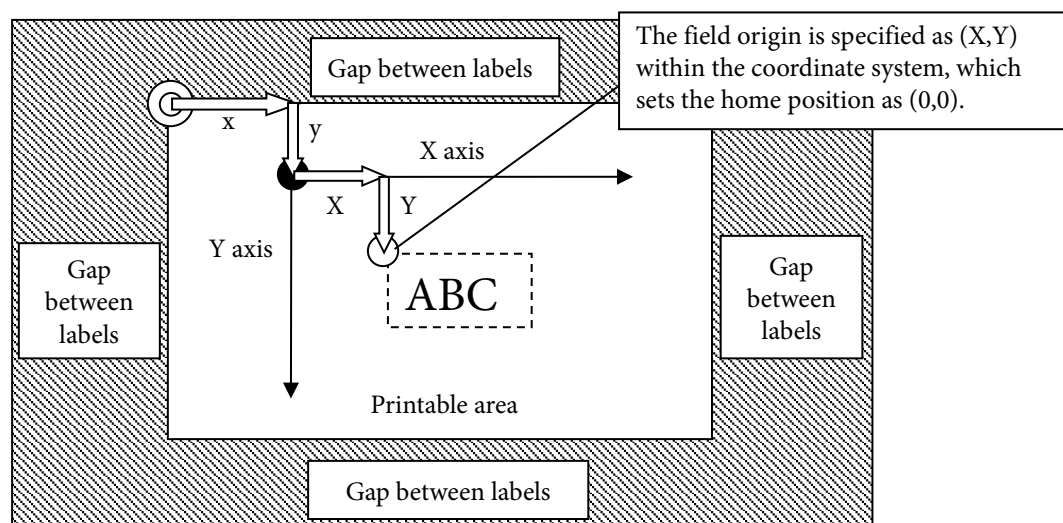 The field origin is specified as (X,Y)
within the coordinate system, which
sets the home position as (0,0).
Gap between labels
x
y
X axis
X
Y
Y axis
Gap
between
labels
ABC
Gap
between
labels
Printable area
Gap between labels